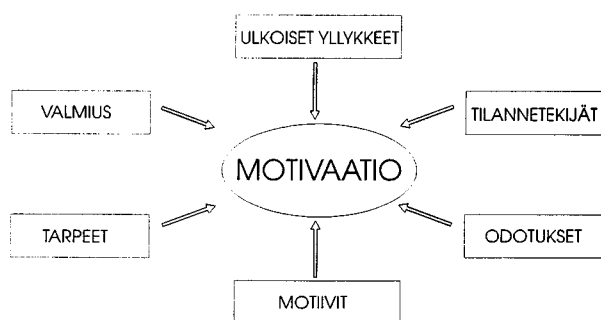 ULKOISET YLLYKKEET
VALMIUS
TILANNETEKIJÄT
MOTIVAATIO
TARPEET
ODOTUKSET
MOTIIVIT